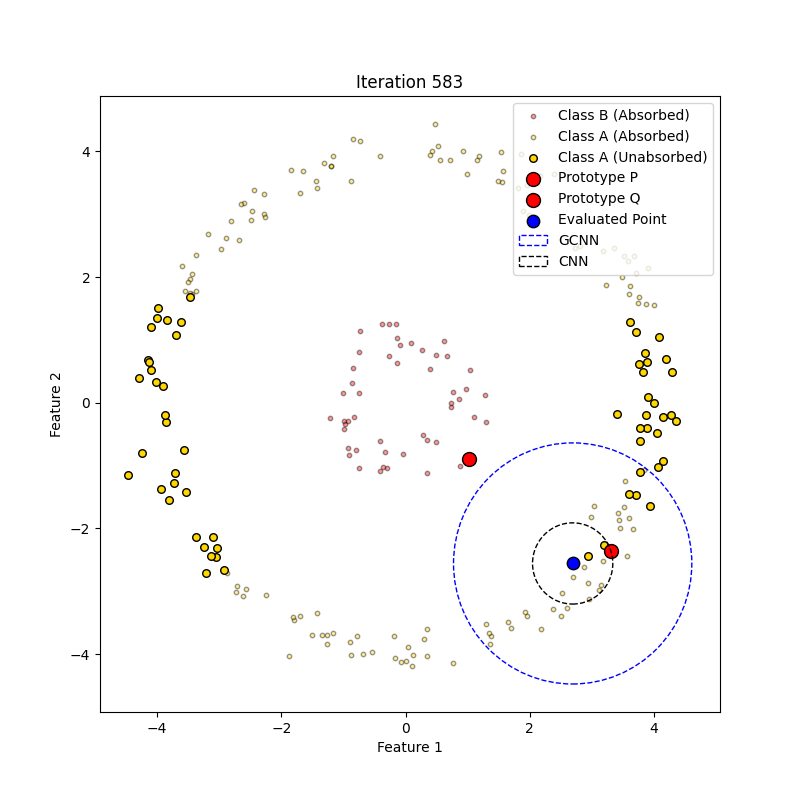 Iteration 583
Class B (Absorbed)
Class A (Absorbed)
Class A (Unabsorbed)
Prototype P
Prototype Q
Evaluated Point
GCNN
CNN
4
2
0
−2
−4
Feature 2
−4
−2
0
2
4
Feature 1